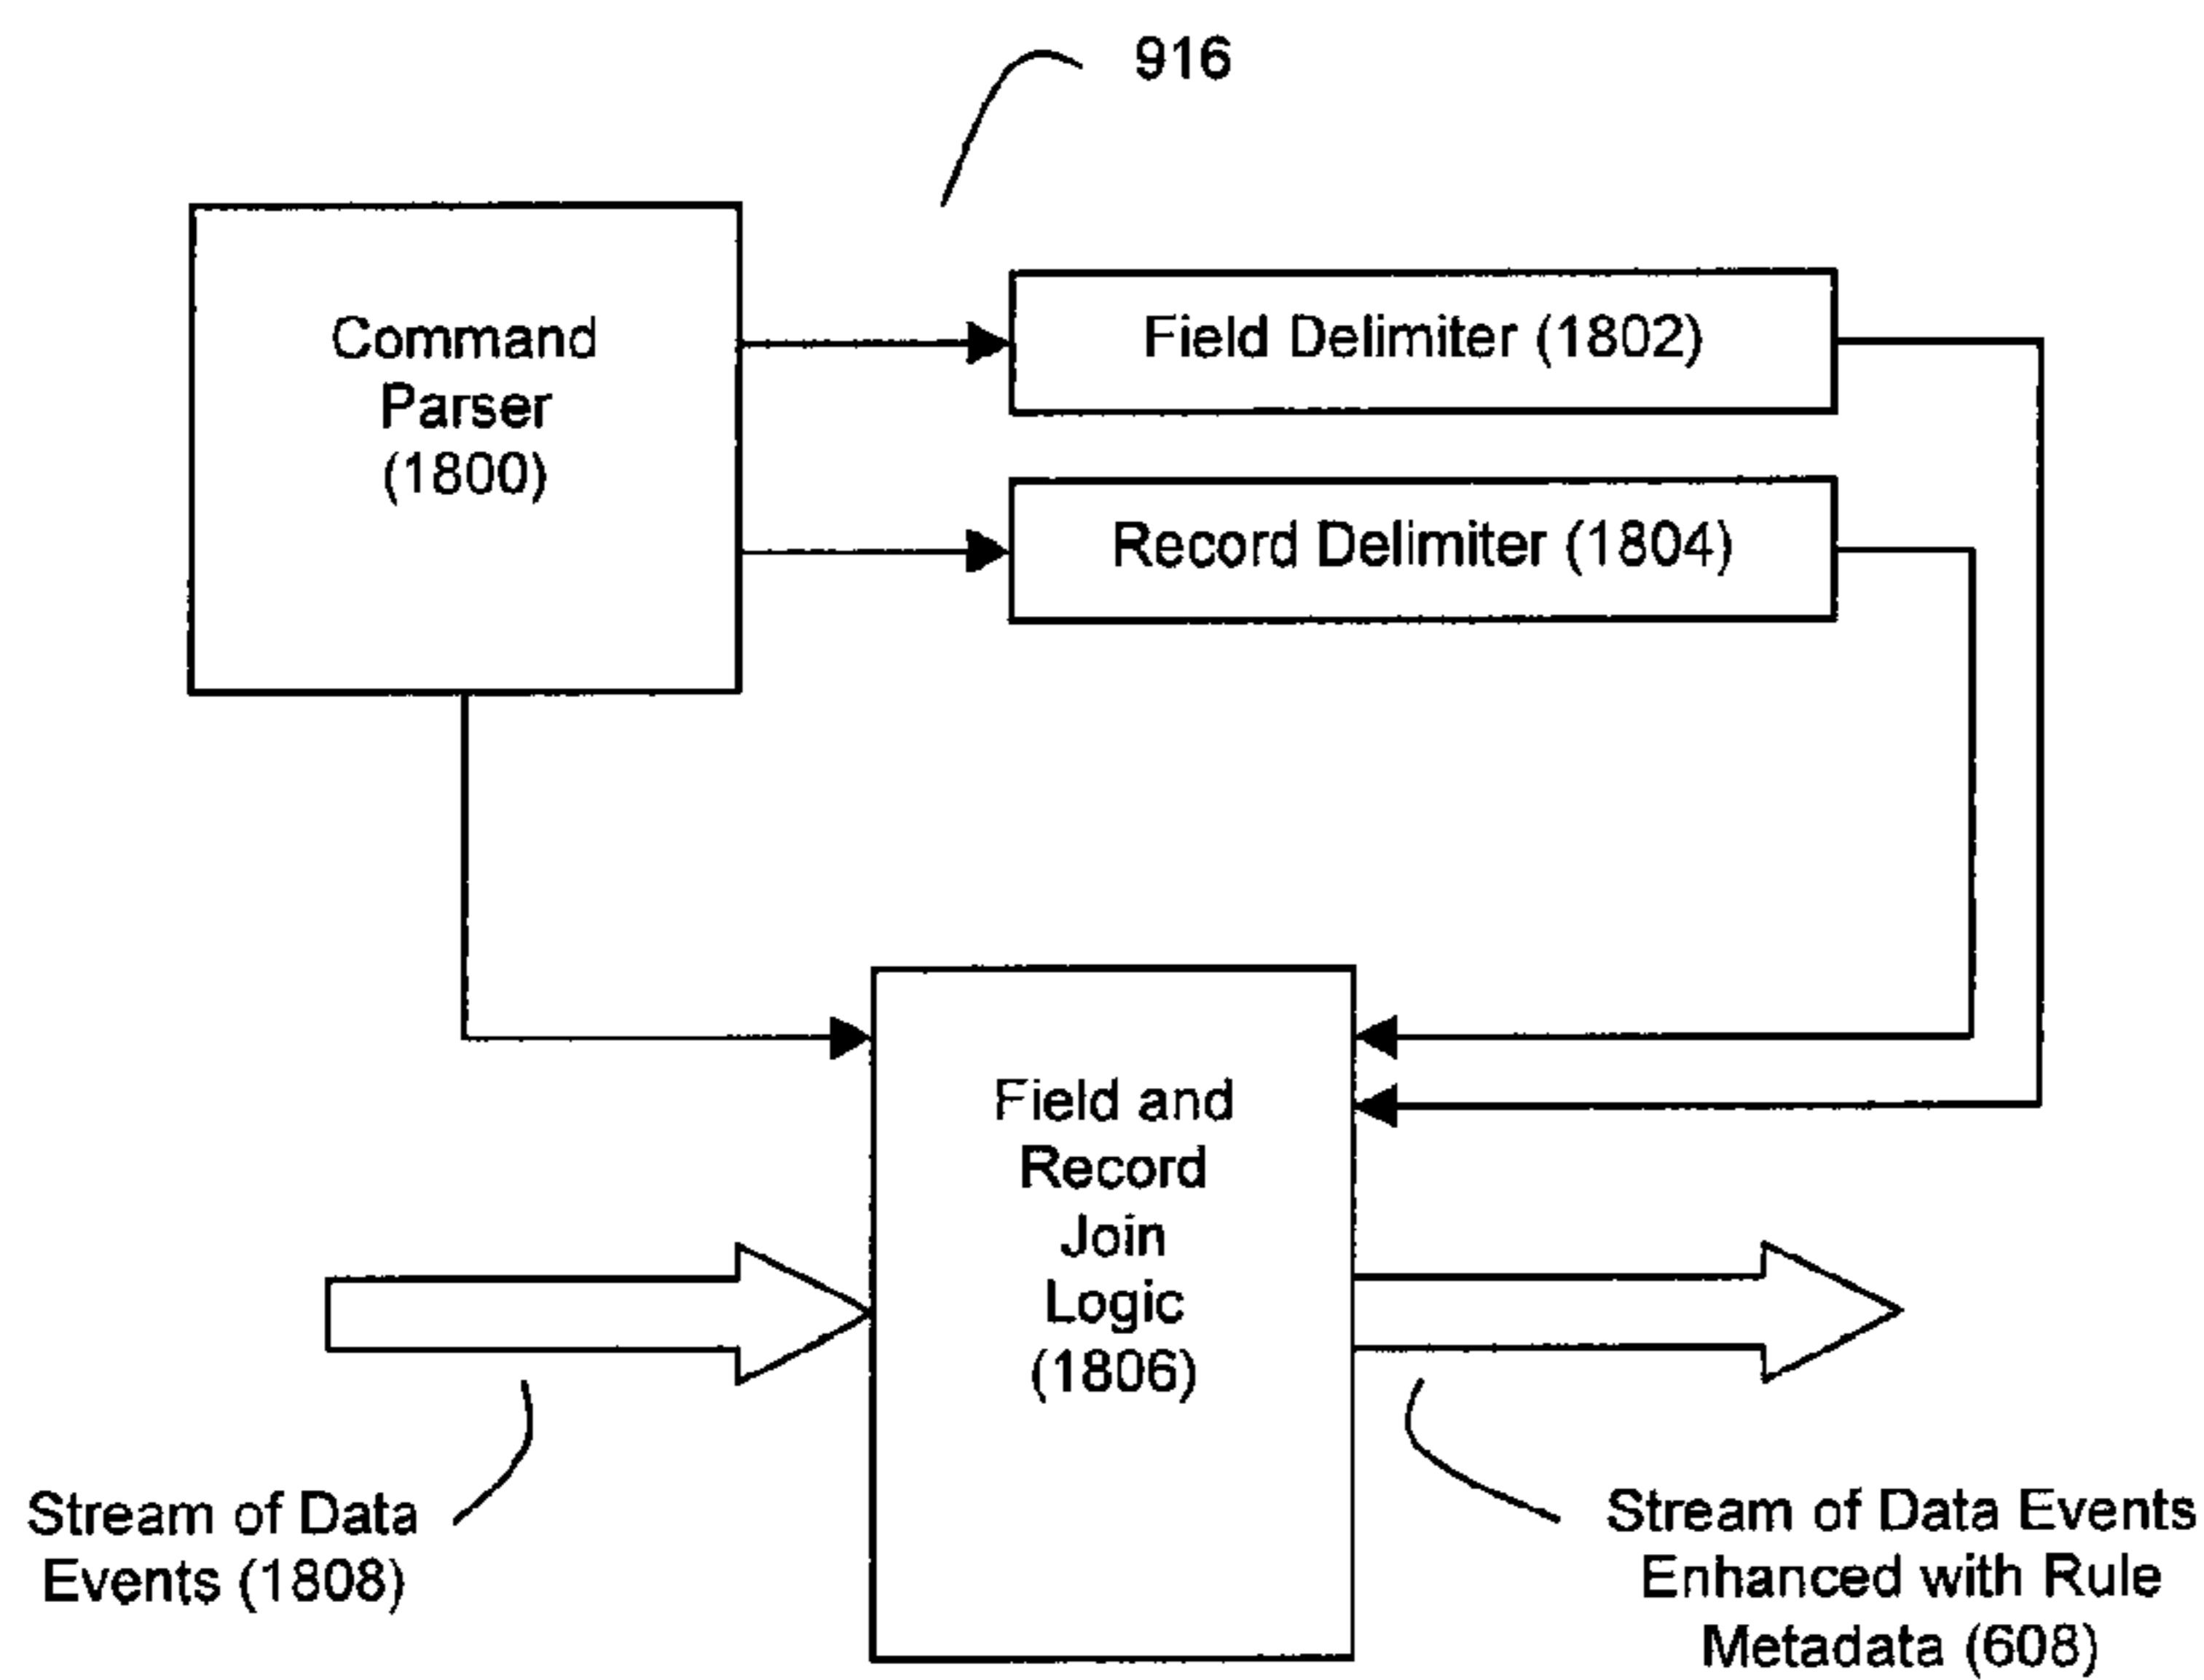 916
Command
Parser
(1800)
Field Delimiter (1802)
Record Delimiter (1804)
Field and
Record
Join
Logic
(1806)
Stream of Data
Events (1808)
Stream of Data Events
Enhanced with Rule
Metadata (608)